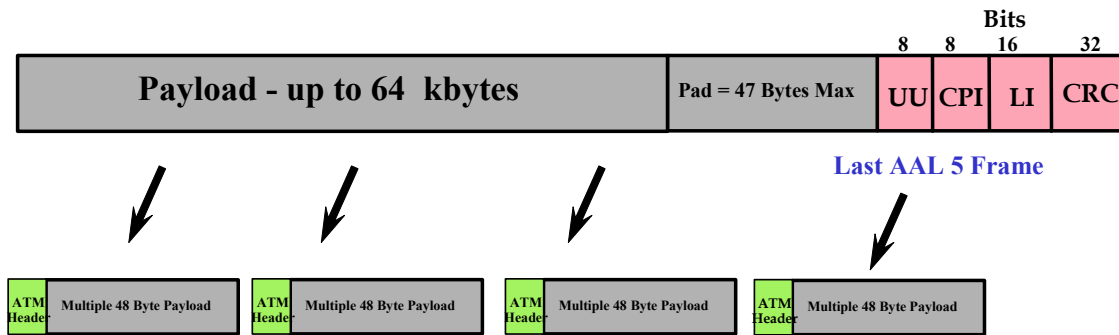 Bits
8 8 16 32
Payload - up to 64 kbytes Pad = 47 Bytes Max UU CPI LI CRC
Last AAL 5 Frame
ATM Header Multiple 48 Byte Payload
ATM Header Multiple 48 Byte Payload
ATM Header Multiple 48 Byte Payload
ATM Header Multiple 48 Byte Payload